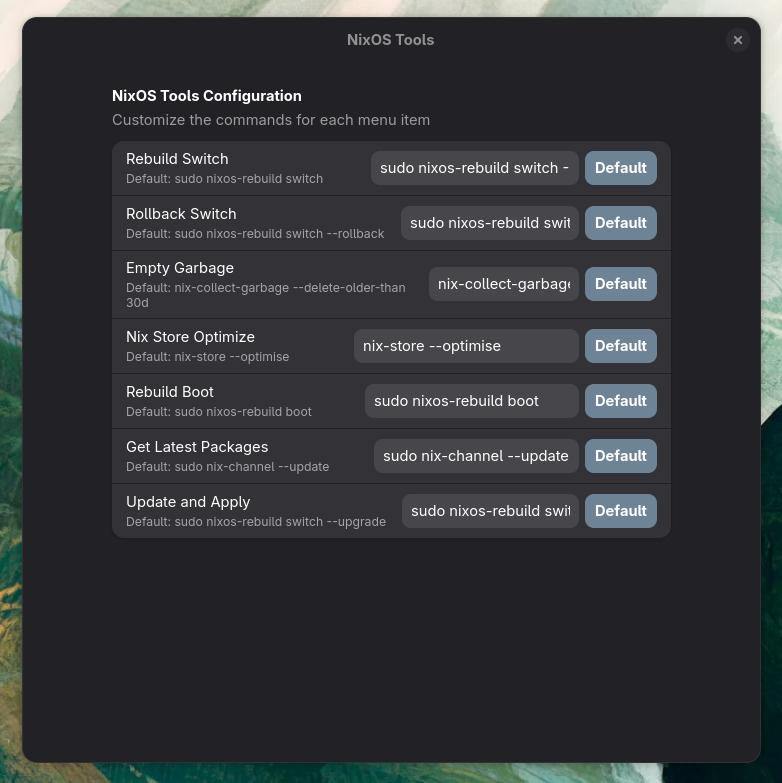 NixOS Tools
NixOS Tools Configuration
Customize the commands for each menu item
Rebuild Switch
Default: sudo nixos-rebuild switch
sudo nixos-rebuild switch -
Default
Rollback Switch
Default: sudo nixos-rebuild switch --rollback
sudo nixos-rebuild swit
Default
Empty Garbage
Default: nix-collect-garbage --delete-older-than
30d
nix-collect-garbage
Default
Nix Store Optimize
Default: nix-store --optimise
nix-store --optimise
Default
Rebuild Boot
Default: sudo nixos-rebuild boot
sudo nixos-rebuild boot
Default
Get Latest Packages
Default: sudo nix-channel --update
sudo nix-channel --update
Default
Update and Apply
Default: sudo nixos-rebuild switch --upgrade
sudo nixos-rebuild swit
Default